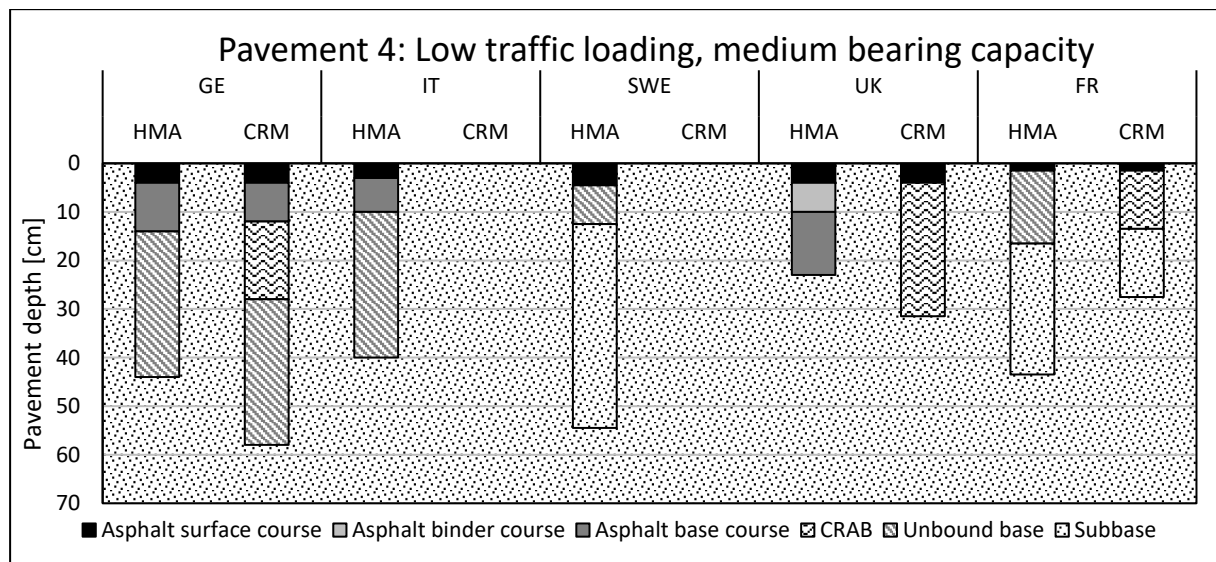 Pavement 4: Low traffic loading, medium bearing capacity
GE IT SWE UK FR
HMA CRM HMA CRM HMA CRM HMA CRM HMA CRM
0
10
20
30
40
50
60
70
Pavement depth [cm]
Asphalt surface course Asphalt binder course Asphalt base course CRAB Unbound base Subbase